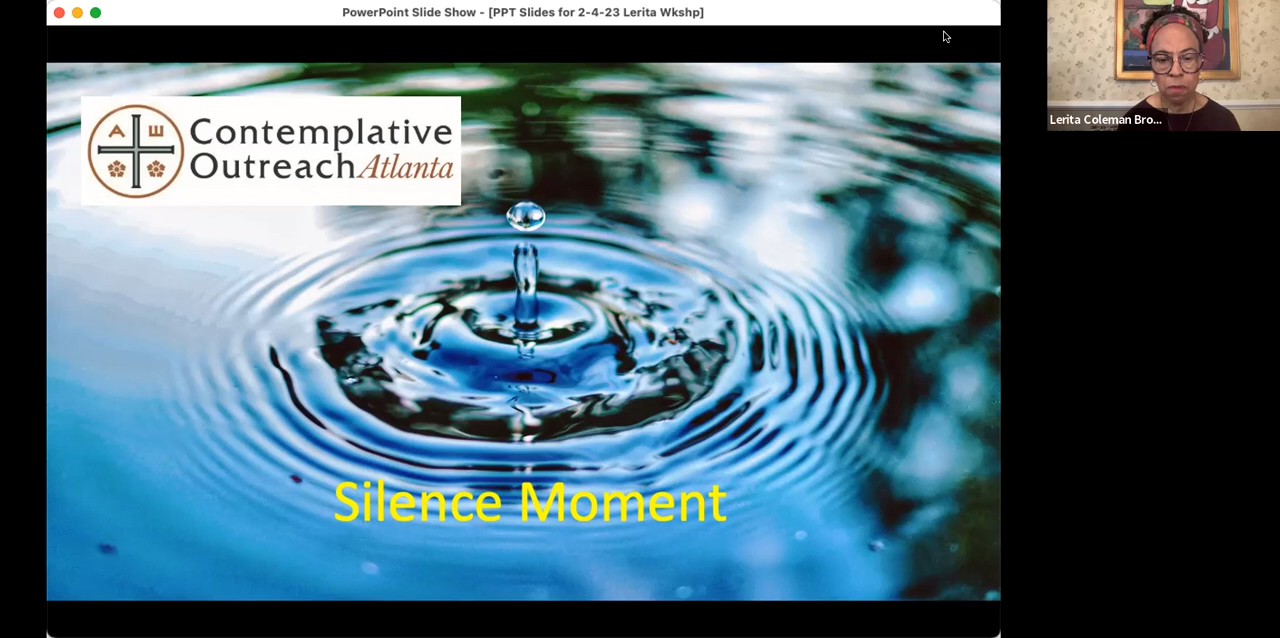 PowerPoint Slide Show - [PPT Slides for 2-4-23 Lerita Wkshp]
A Ш
Contemplative
Outreach Atlanta
Lerita Coleman Bro...
Silence Moment